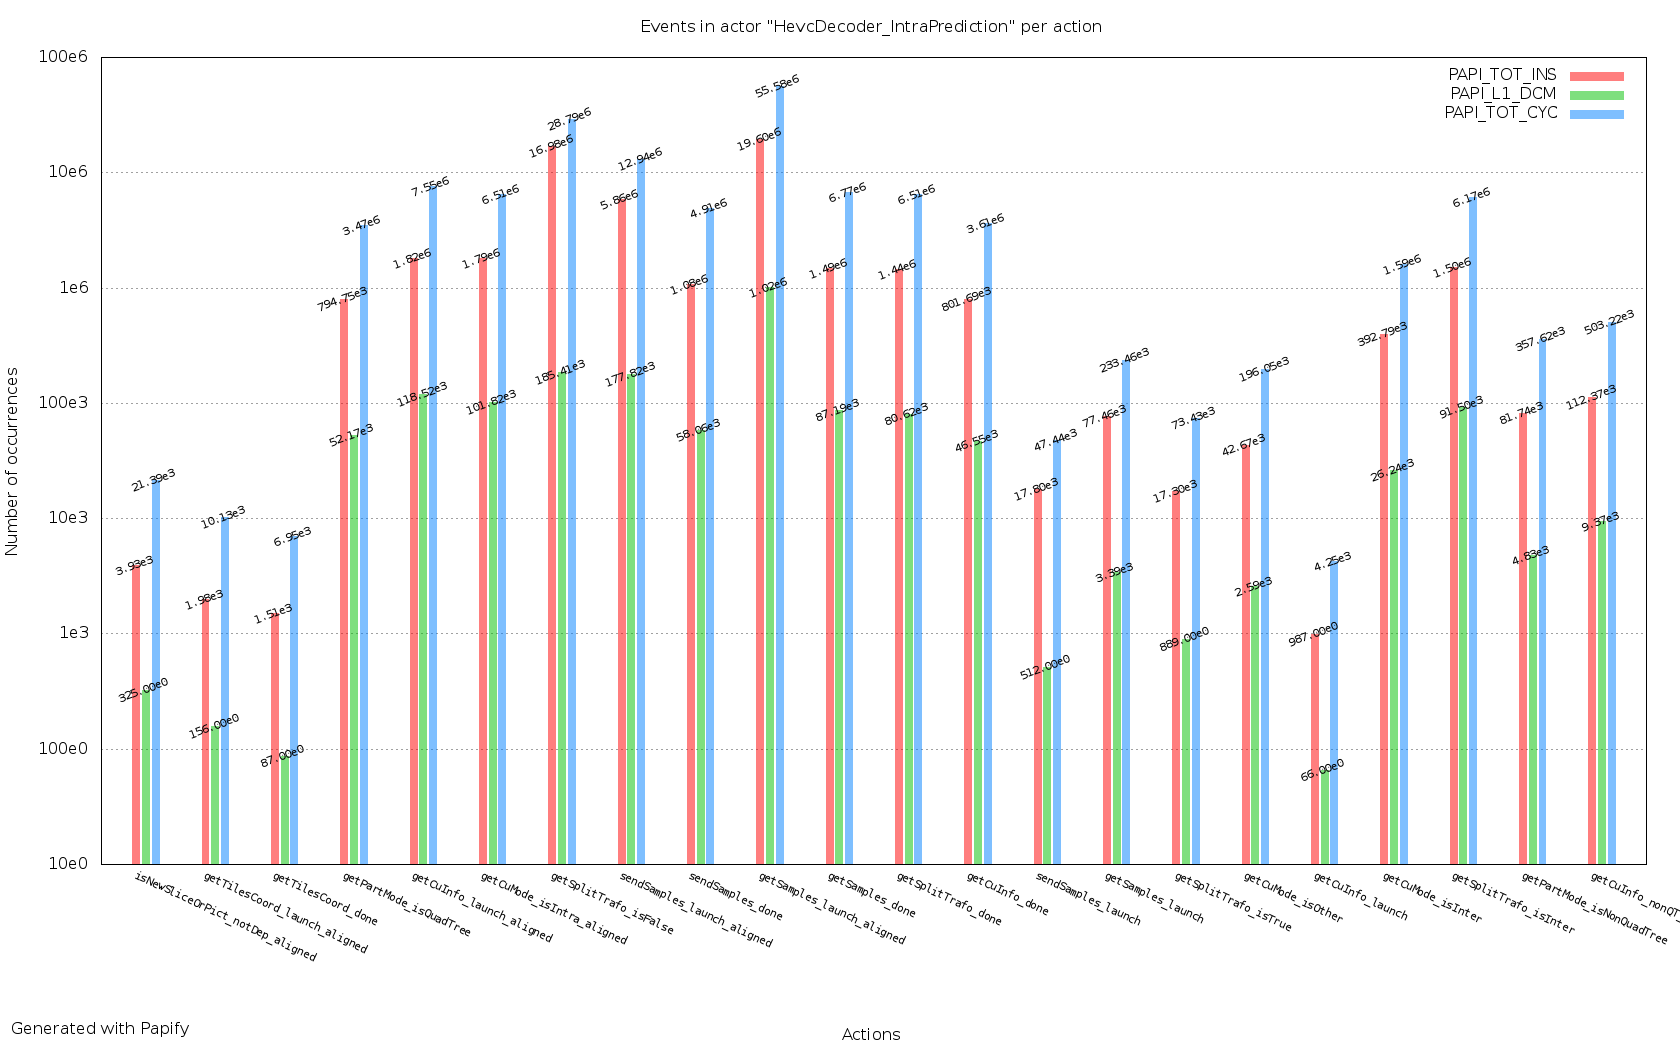 Events in actor "HevcDecoder_IntraPrediction" per action
PAPI_TOT_INS
PAPI_L1_DCM
PAPI_TOT_CYC
Number of occurrences
100e6
10e6
1e6
100e3
10e3
1e3
100e0
10e0
3.93e3
325.00e0
21.39e3
156.00e0
10.13e3
1.51e3
87.00e0
6.95e3
794.75e3
52.17e3
3.47e6
1.82e6
118.52e3
7.55e6
1.79e6
101.82e3
6.51e6
16.98e6
185.41e3
28.79e6
5.86e6
177.82e3
12.94e6
1.08e6
58.06e3
4.91e6
19.60e6
1.02e6
55.58e6
1.49e6
87.19e3
6.77e6
1.44e6
80.62e3
6.51e6
801.69e3
46.55e3
3.61e6
17.80e3
512.00e0
47.44e3
77.46e3
3.39e3
233.46e3
17.30e3
889.00e0
73.43e3
42.67e3
2.59e3
196.05e3
987.00e0
66.00e0
4.25e3
392.79e3
26.24e3
1.59e6
1.50e6
91.50e3
6.17e6
81.74e3
4.83e3
357.62e3
112.37e3
9.37e3
503.22e3
isNewSliceOrPict_notDep_aligned
getTilesCoord_launch_aligned
getTilesCoord_done
getPartMode_isQuadTree
getCuInfo_launch_aligned
getCuMode_isIntra_aligned
getSplitTrafo_isFalse
sendSamples_launch_aligned
sendSamples_done
getSamples_launch_aligned
getSamples_done
getSplitTrafo_done
getCuInfo_done
sendSamples_launch
getSamples_launch
getSplitTrafo_isTrue
getCuMode_isOther
getCuInfo_launch
getCuMode_isInter
getSplitTrafo_isInter
getPartMode_isNonQuadTree
getCuInfo_nonQT_
Actions
Generated with Papify